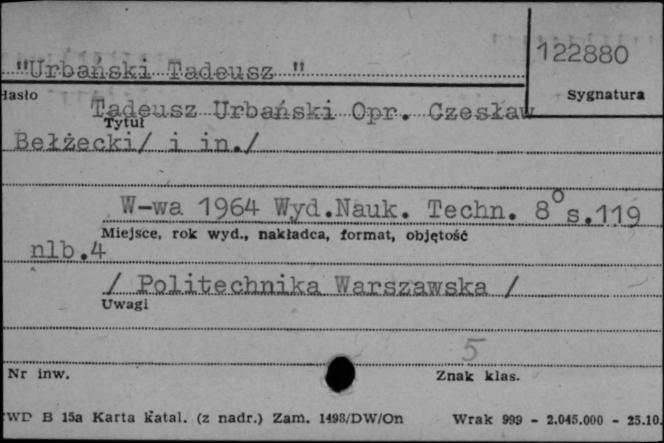 "Urbański Tadeusz "
122880
Hasło
Sygnatura
Tadeusz Urbański Opr. Czesław
Tytuł
Bełżecki/ i in./
W-wa 1964 Wyd.Nauk. Techn. 8° s.119
Miejsce, rok wyd., nakładca, format, objętość
nlb.4
/ Politechnika Warszawska /
Uwagi
5
Nr inw.
Znak klas.
WD B 15a Karta katal. (z nadr.) Zam. 1493/DW/On Wrak 999 - 2.045.000 - 25.10.